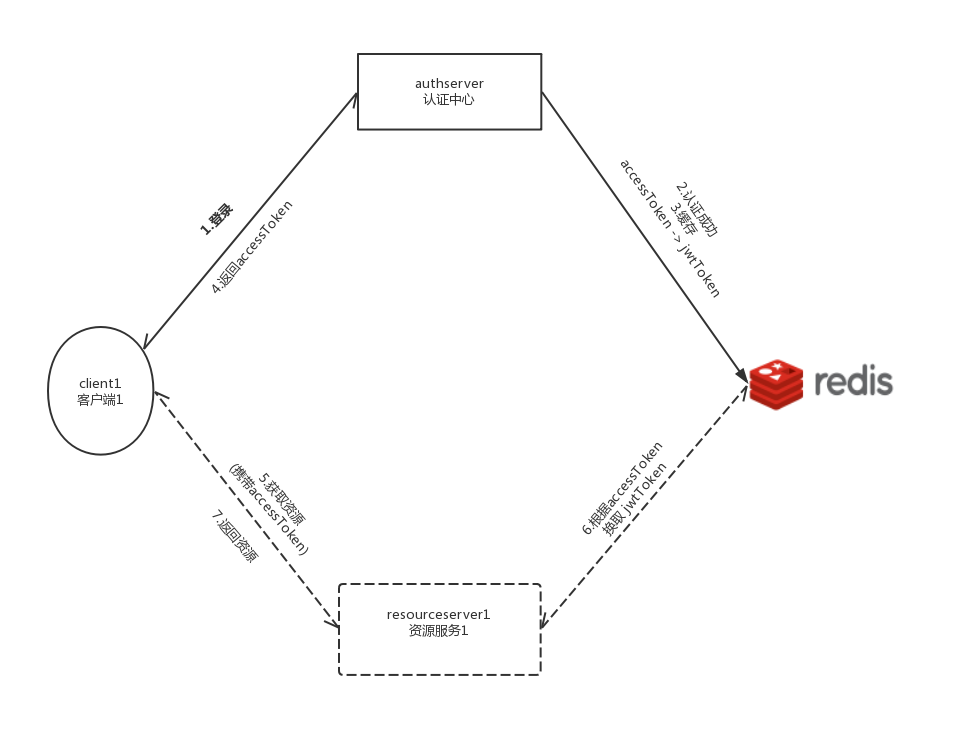 authserver
认证中心
1.登录
4.返回accessToken
2.认证成功
3.缓存
accessToken -> jwtToken
client1
客户端1
redis
5.获取资源
(携带accessToken)
7.返回资源
6.根据accessToken
换取 jwtToken
resourceserver1
资源服务1